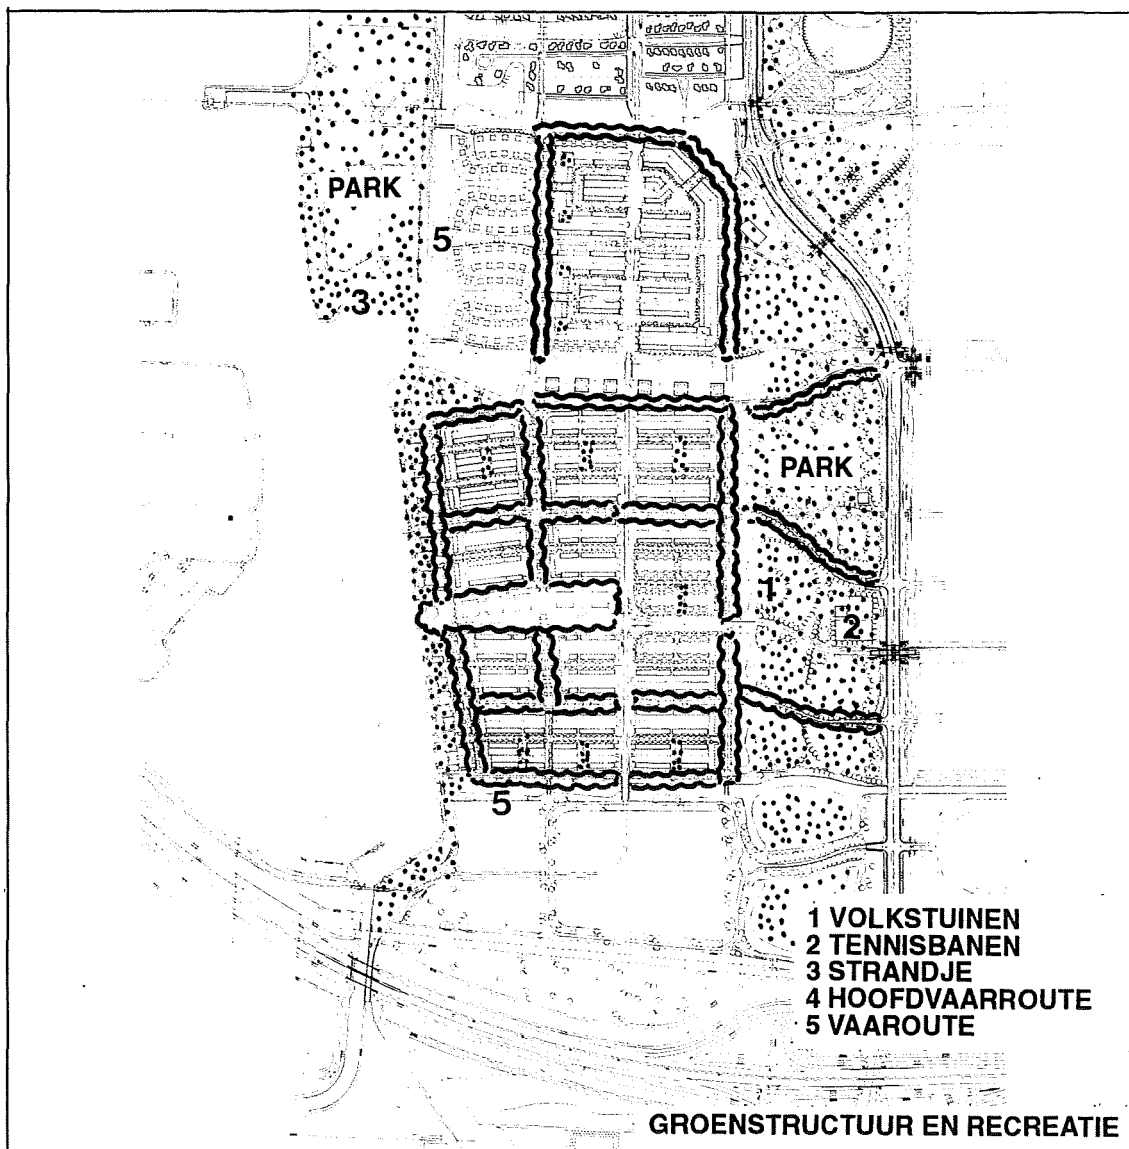 PARK
5
3
PARK
1
2
5
1 VOLKSTUINEN
2 TENNISBANEN
3 STRANDJE
4 HOOFDVAARROUTE
5 VAAROUTE
GROENSTRUCTUUR EN RECREATIE